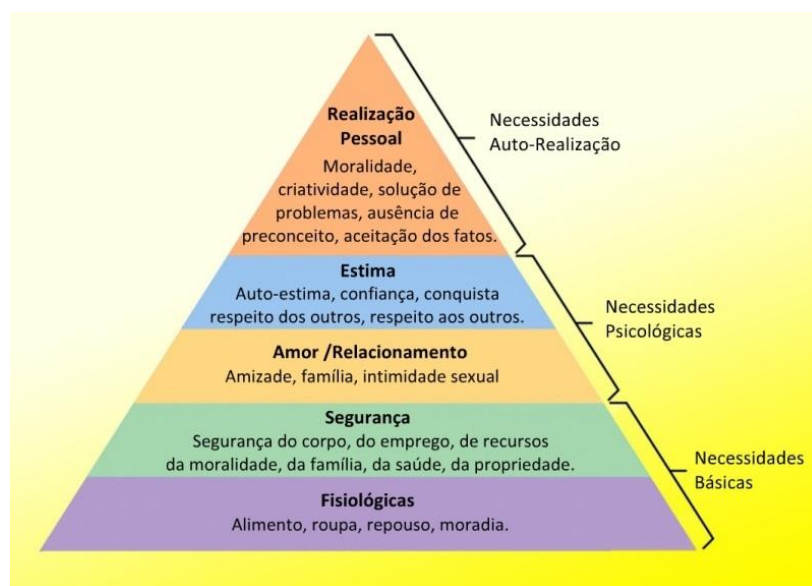 Realização
Pessoal
Moralidade,
criatividade, solução de
problemas, ausência de
preconceito, aceitação dos fatos.
Necessidades
Auto-Realização
Estima
Auto-estima, confiança, conquista
respeito dos outros, respeito aos outros.
Amor /Relacionamento
Amizade, família, intimidade sexual
Necessidades
Psicológicas
Segurança
Segurança do corpo, do emprego, de recursos
da moralidade, da família, da saúde, da propriedade.
Fisiológicas
Alimento, roupa, repouso, moradia.
Necessidades
Básicas